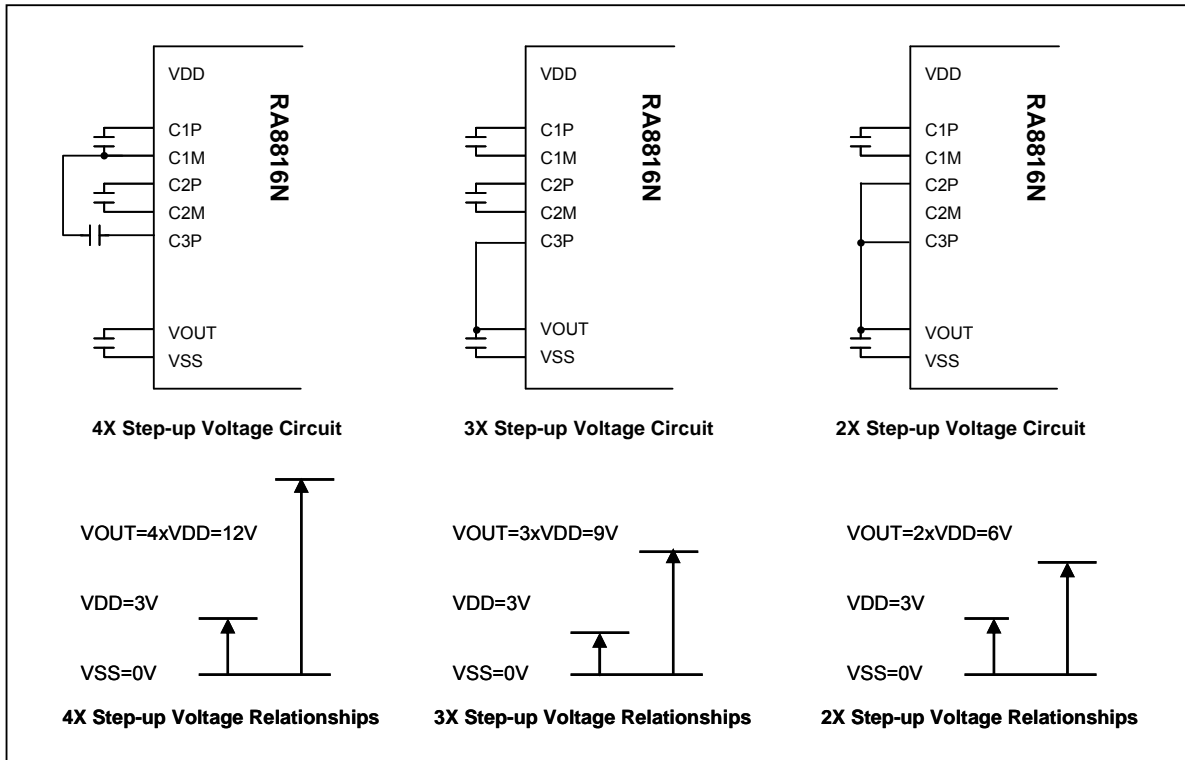 VDD
C1P
C1M
C2P
C2M
C3P
VOUT
VSS
RA8816N
4X Step-up Voltage Circuit
VDD
C1P
C1M
C2P
C2M
C3P
VOUT
VSS
RA8816N
3X Step-up Voltage Circuit
VDD
C1P
C1M
C2P
C2M
C3P
VOUT
VSS
RA8816N
2X Step-up Voltage Circuit
VOUT=4xVDD=12V
VDD=3V
VSS=0V
4X Step-up Voltage Relationships
VOUT=3xVDD=9V
VDD=3V
VSS=0V
3X Step-up Voltage Relationships
VOUT=2xVDD=6V
VDD=3V
VSS=0V
2X Step-up Voltage Relationships